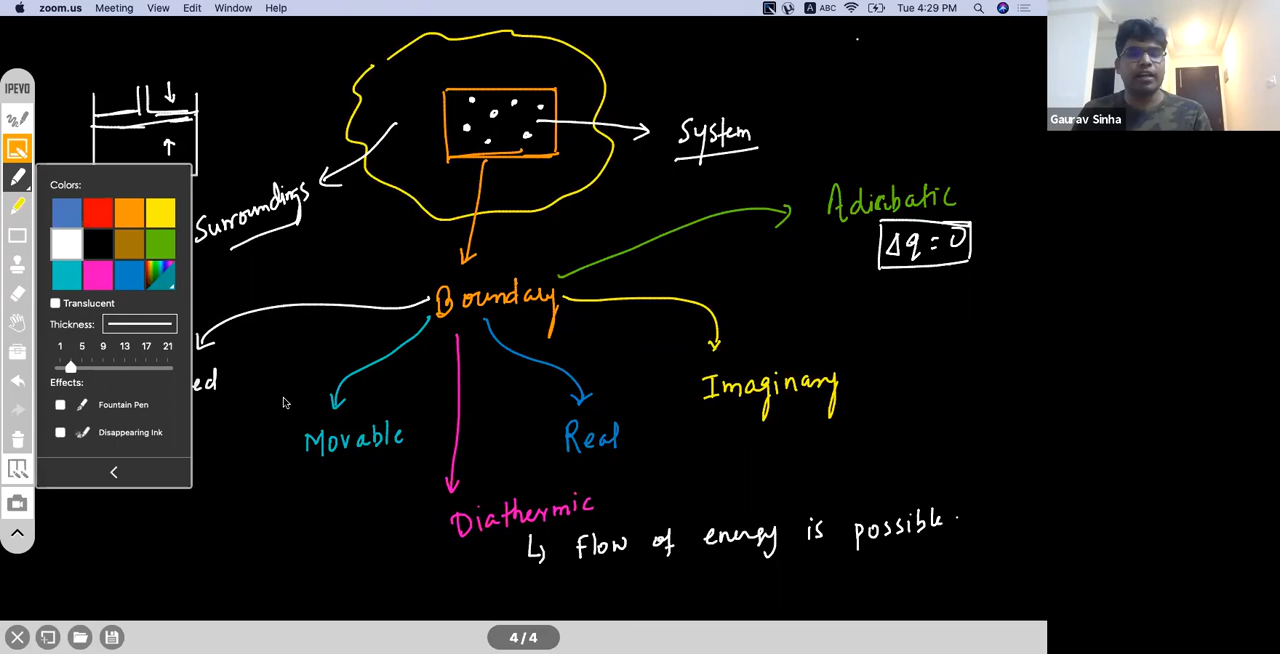 zoom.us Meeting View Edit Window Help
A ABC Tue 4:29 PM
IPEVO
Gaurav Sinha
System
Colors:
Surroundings
Adiabatic
Δq = 0
Boundary
Translucent
Thickness:
1 5 9 13 17 21
ed
Effects:
Imaginary
Fountain Pen
Disappearing Ink
Movable
Real
Diathermic
↳ flow of energy is possible.
4/4